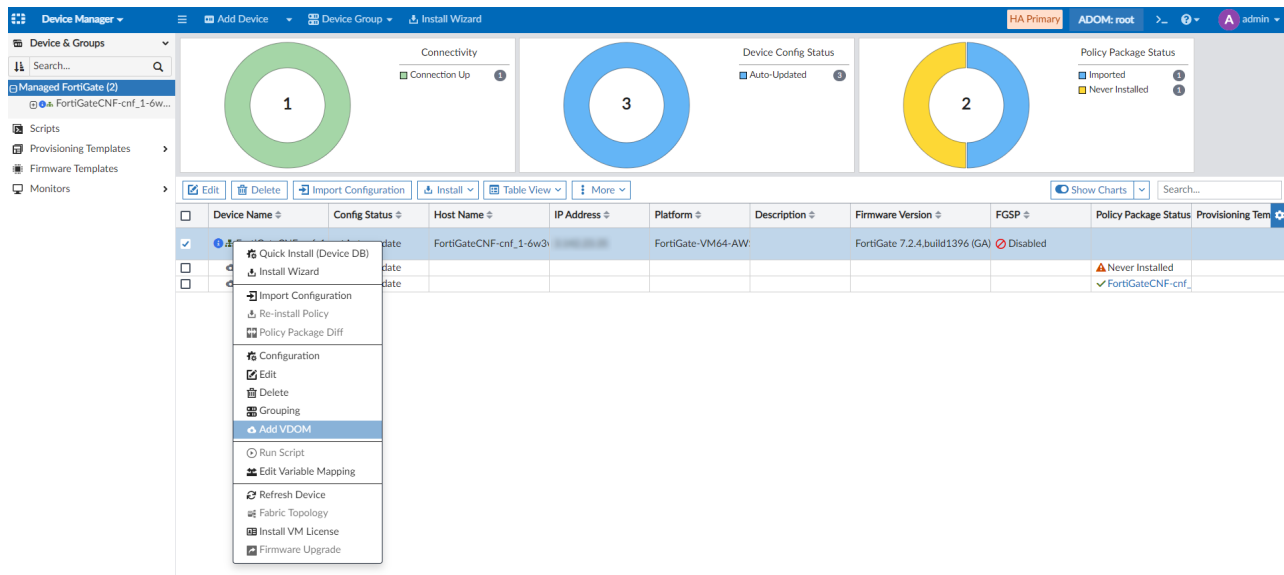 Device Manager
Add Device
Device Group
Install Wizard
HA Primary
ADOM: root
>_
?
A
admin
Device & Groups
Search...
Managed FortiGate (2)
FortiGateCNF-cnf_1-6w...
Scripts
Provisioning Templates
Firmware Templates
Monitors
Connectivity
Connection Up 1
1
Device Config Status
Auto-Updated 3
3
Policy Package Status
Imported 1
Never Installed 1
2
Edit
Delete
Import Configuration
Install
Table View
More
Show Charts
Search...
Device Name Config Status Host Name IP Address Platform Description Firmware Version FGSP Policy Package Status Provisioning Tem
date FortiGateCNF-cnf_1-6w3 FortiGate-VM64-AW FortiGate 7.2.4,build1396 (GA) Disabled
date Never Installed
date FortiGateCNF-cnf_
Quick Install (Device DB)
Install Wizard
Import Configuration
Re-install Policy
Policy Package Diff
Configuration
Edit
Delete
Grouping
Add VDOM
Run Script
Edit Variable Mapping
Refresh Device
Fabric Topology
Install VM License
Firmware Upgrade